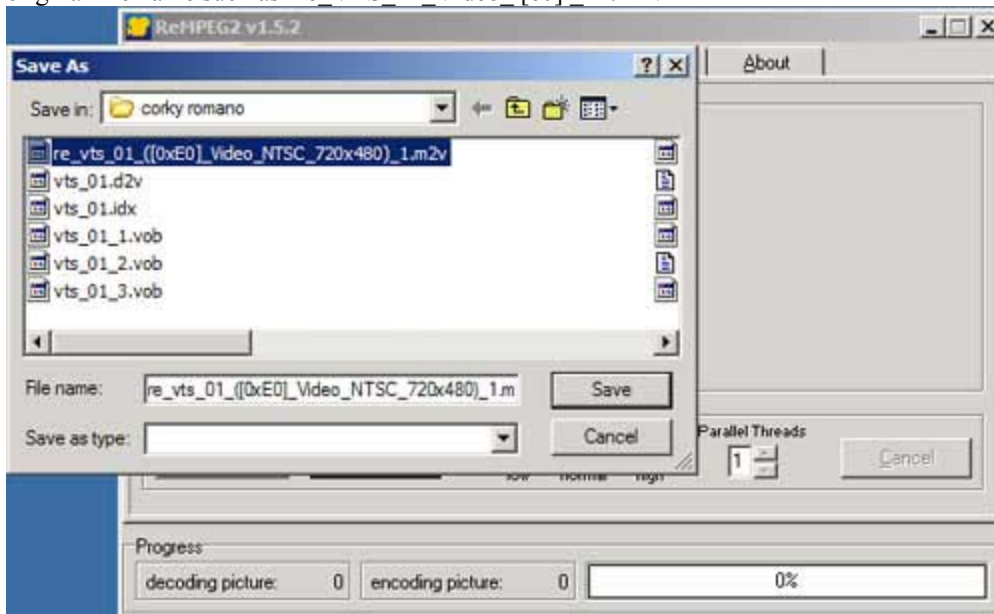 ReMPEG2 v1.5.2
Save As
About
Save in: corky romano
re_vts_01_([0xE0]_Video_NTSC_720x480)_1.m2v
vts_01.d2v
vts_01.idx
vts_01_1.vob
vts_01_2.vob
vts_01_3.vob
File name: re_vts_01_([0xE0]_Video_NTSC_720x480)_1.m Save
Save as type: Cancel
Parallel Threads
1 Cancel
low normal high
Progress
decoding picture: 0 encoding picture: 0 0%